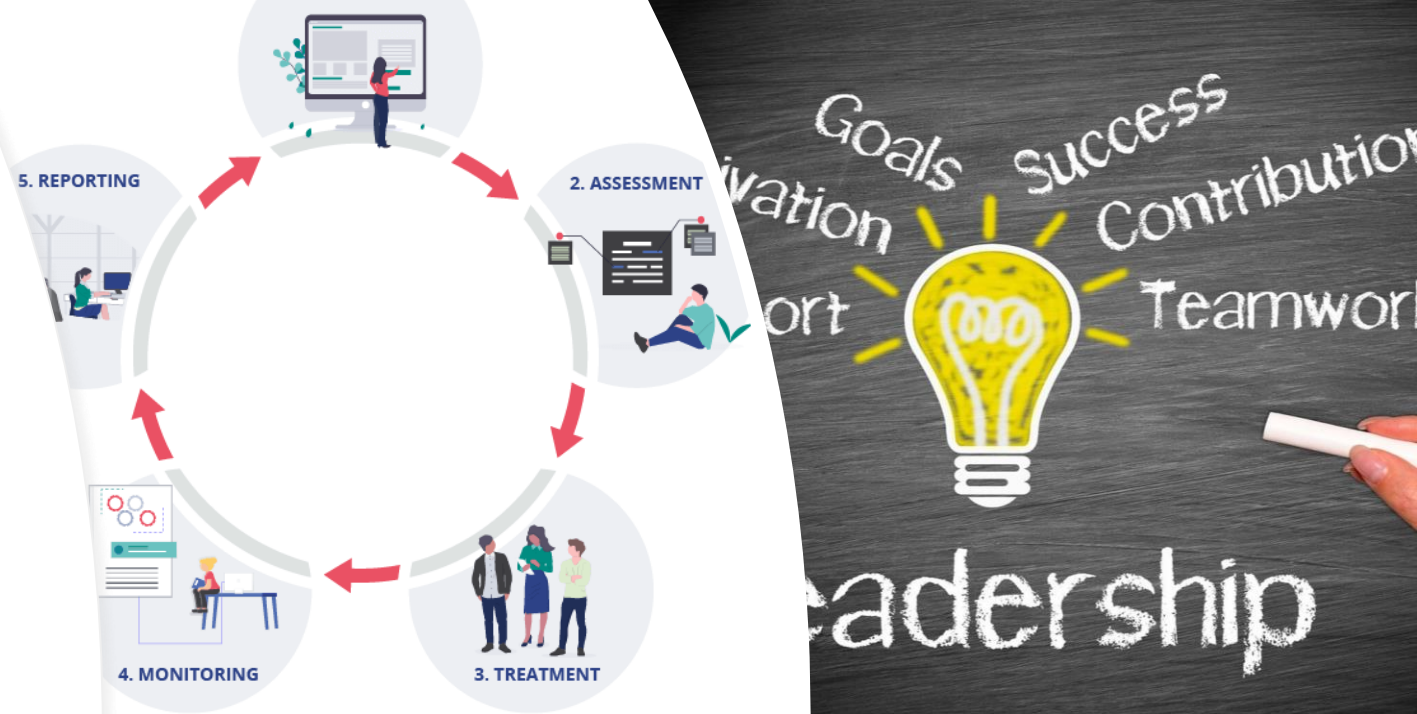 5. REPORTING
2. ASSESSMENT
4. MONITORING
3. TREATMENT
Goals
Success
ivation
Contributio
ort
Teamwor
eadership